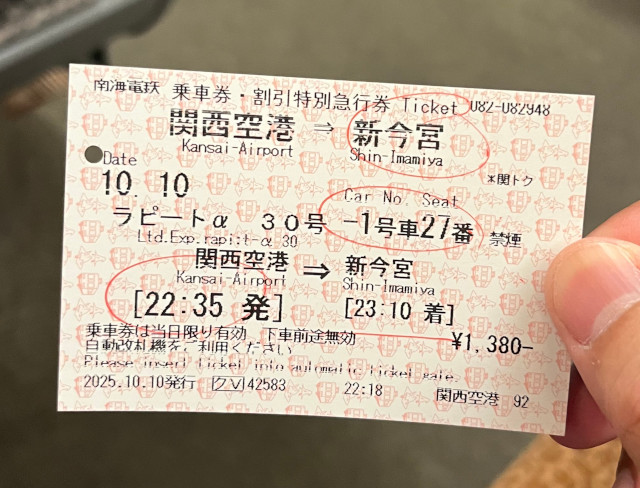 南海電鉄 乗車券・割引特別急行券 Ticket 082-082948
関西空港 ⇒ 新今宮
Kansai-Airport Shin-Imamiya
*関トク
Date
10.10
Car No. Seat
ラピートα 30号 -1号車27番 禁煙
Ltd.Exp.rapi:t-α 30
関西空港 ⇒ 新今宮
Kansai-Airport Shin-Imamiya
[22:35 発] [23:10 着]
乗車券は当日限り有効 下車前途無効 ¥1,380-
自動改札機をご利用ください
Please insert ticket into automatic ticket gate.
2025.10.10発行 クV 42583 22:18 関西空港 92